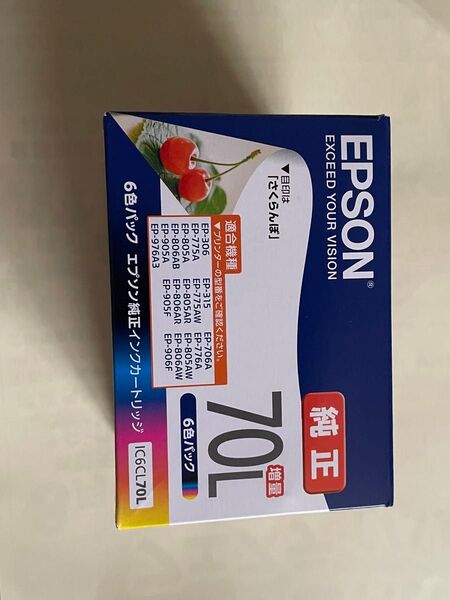 EPSON®
EXCEED YOUR VISION
純正
▼目印は
「さくらんぼ」
70L 増量
6色パック
適合機種
▼プリンターの型番をご確認ください。
EP-306 EP-315 EP-706A
EP-775A EP-775AW EP-776A
EP-805A EP-805AR EP-805AW
EP-806AB EP-806AR EP-806AW
EP-905A EP-905F EP-906F
EP-976A3
6色パック エプソン純正インクカートリッジ IC6CL70L